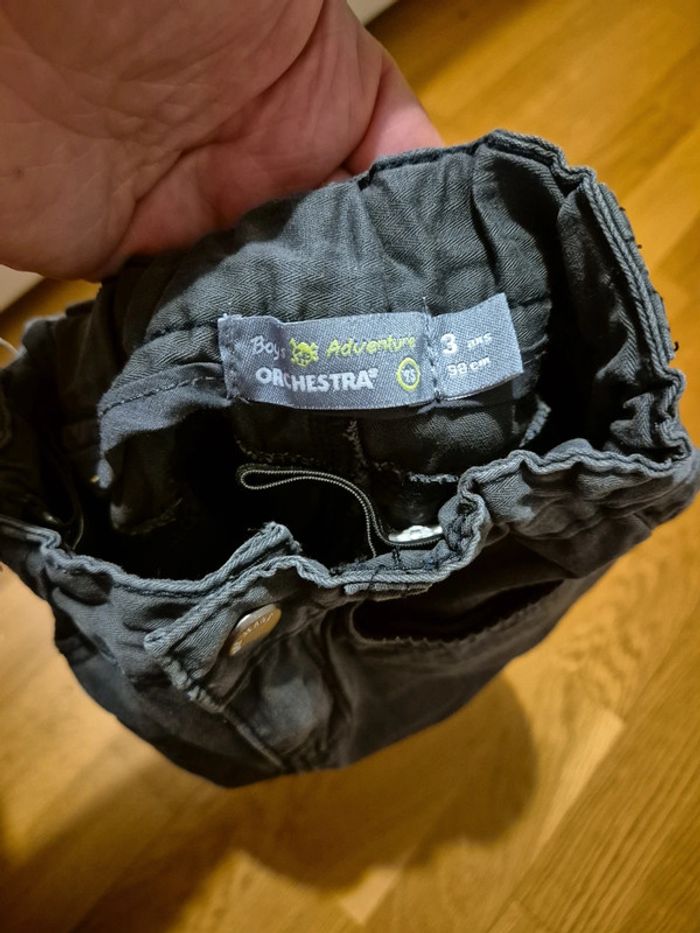 Boys Adventure
ORCHESTRA®
3 ans
98 cm